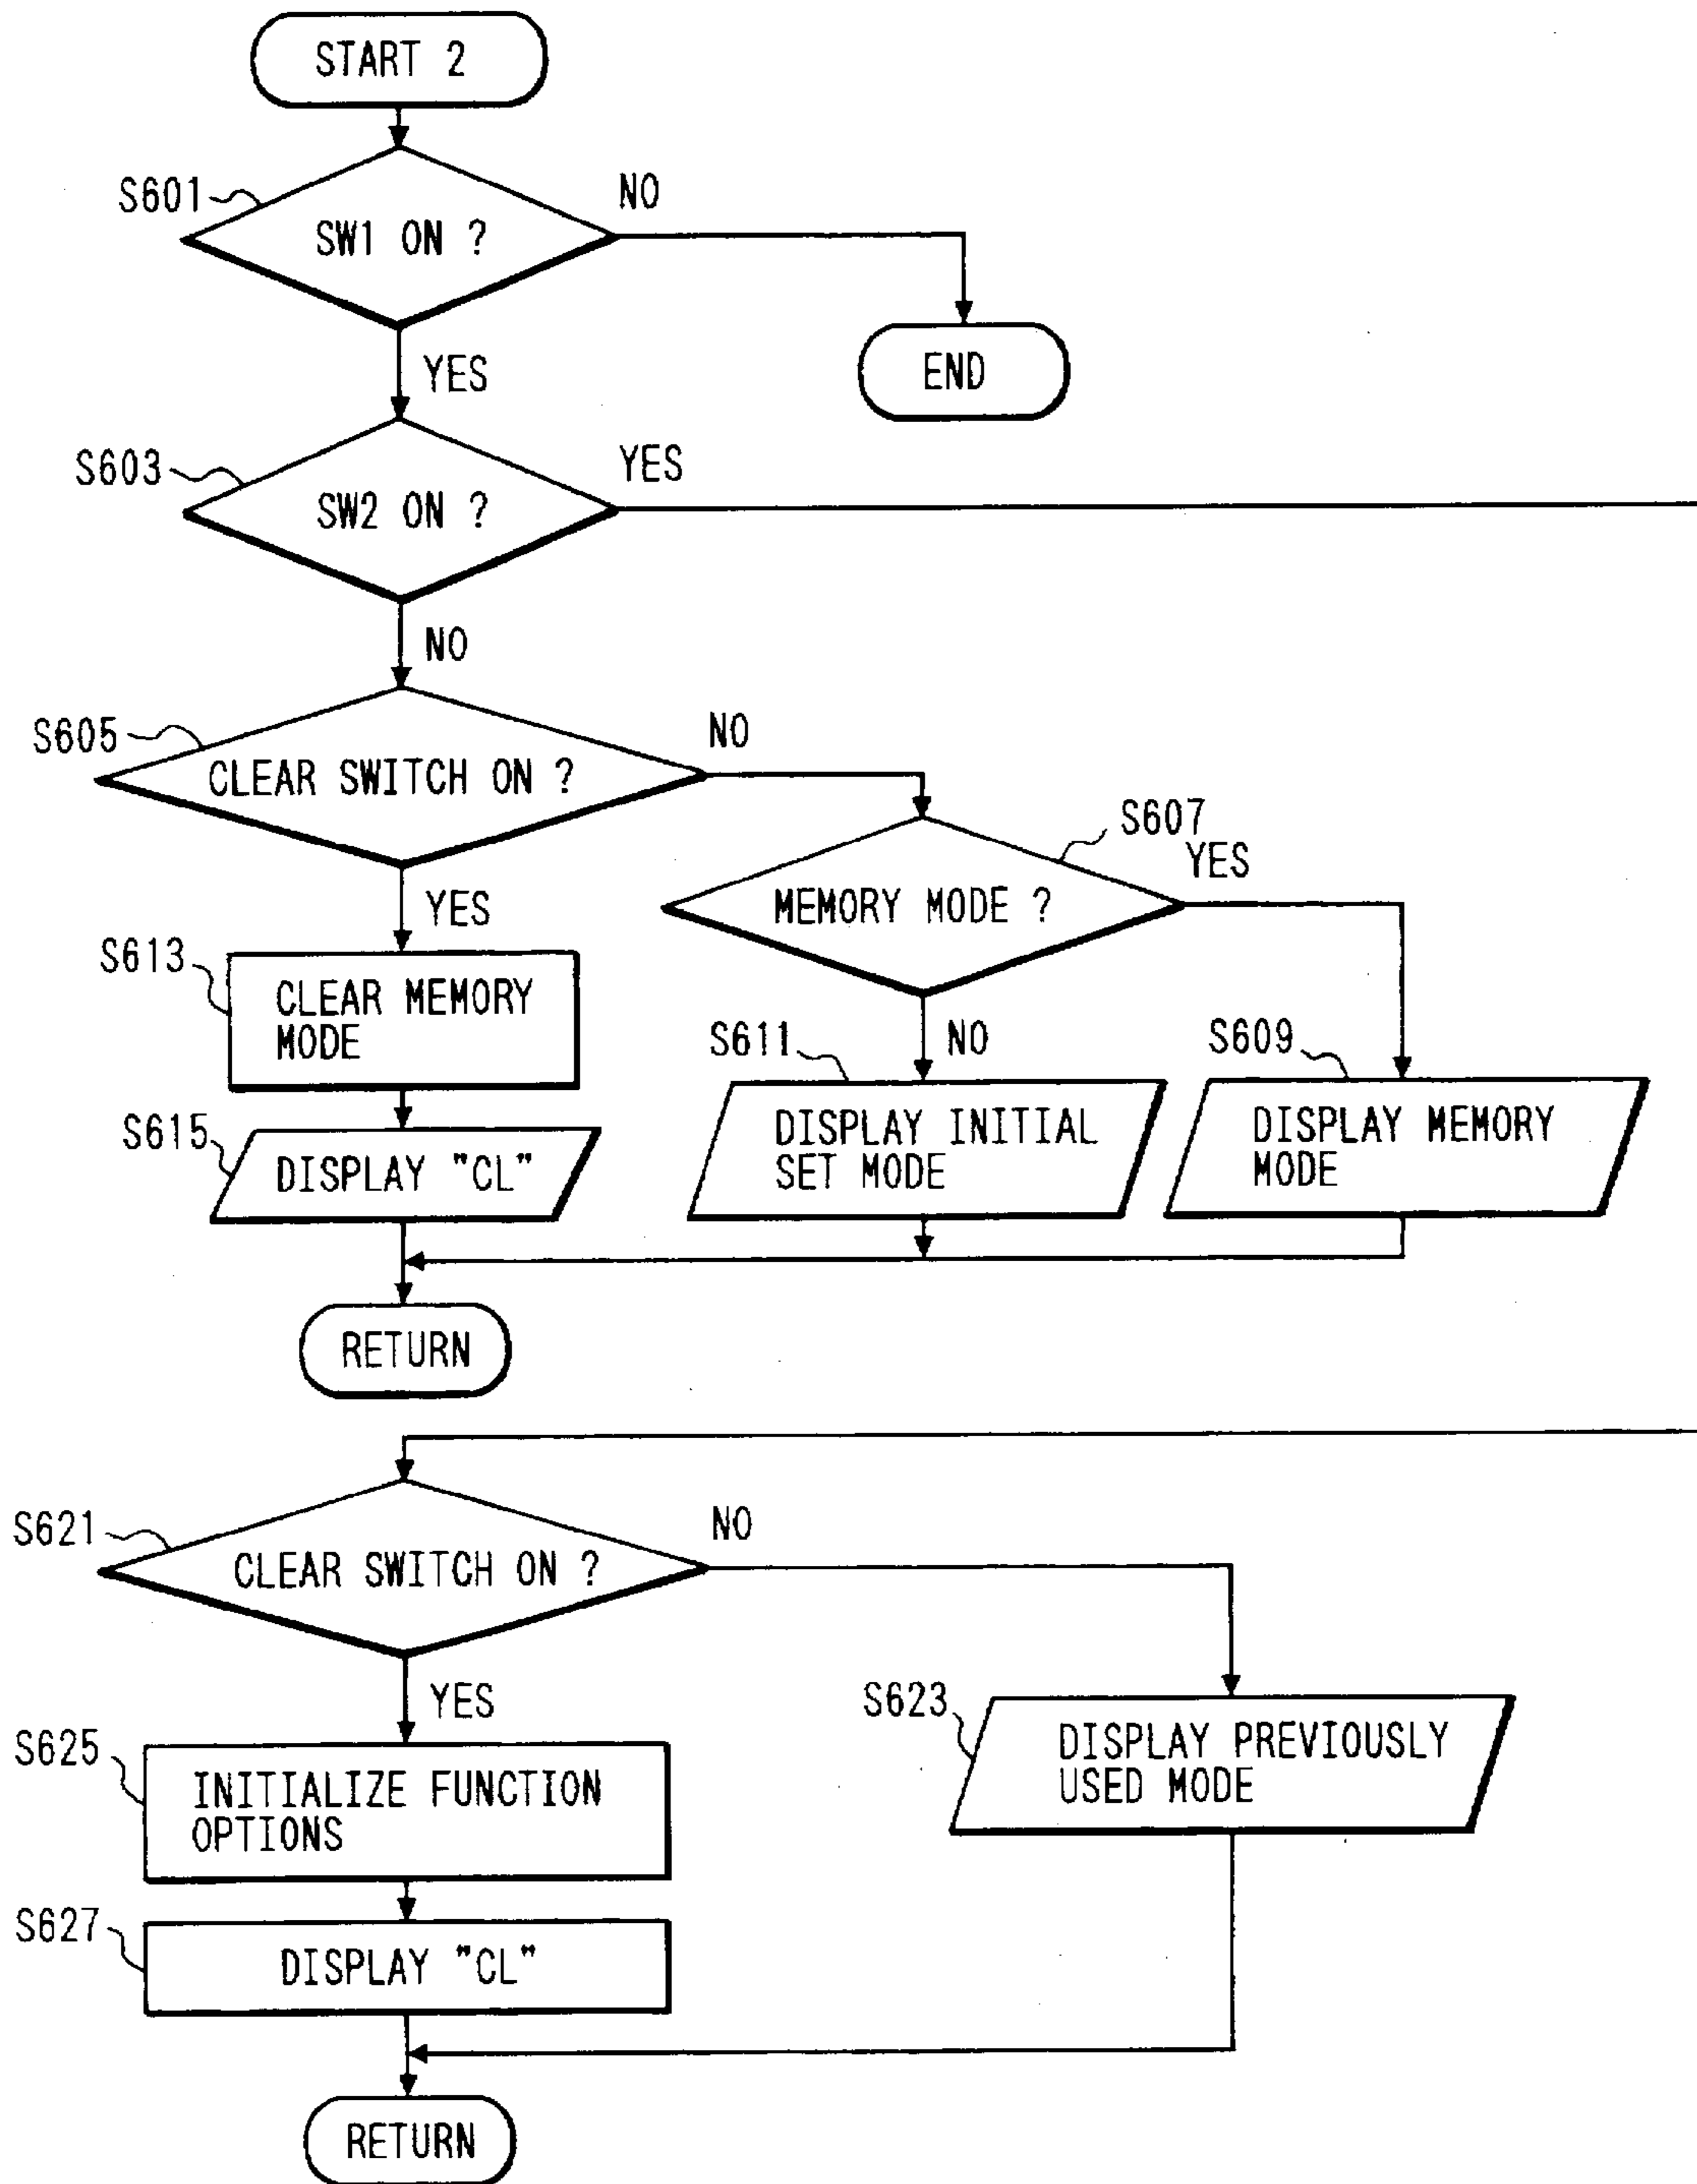 START 2
S601
SW1 ON ?
NO
END
YES
S603
SW2 ON ?
YES
NO
S605
CLEAR SWITCH ON ?
NO
S607
YES
MEMORY MODE ?
YES
S613
CLEAR MEMORY
MODE
S611
NO
S609
S615
DISPLAY "CL"
DISPLAY INITIAL
SET MODE
DISPLAY MEMORY
MODE
RETURN
S621
CLEAR SWITCH ON ?
NO
YES
S625
INITIALIZE FUNCTION
OPTIONS
S623
DISPLAY PREVIOUSLY
USED MODE
S627
DISPLAY "CL"
RETURN